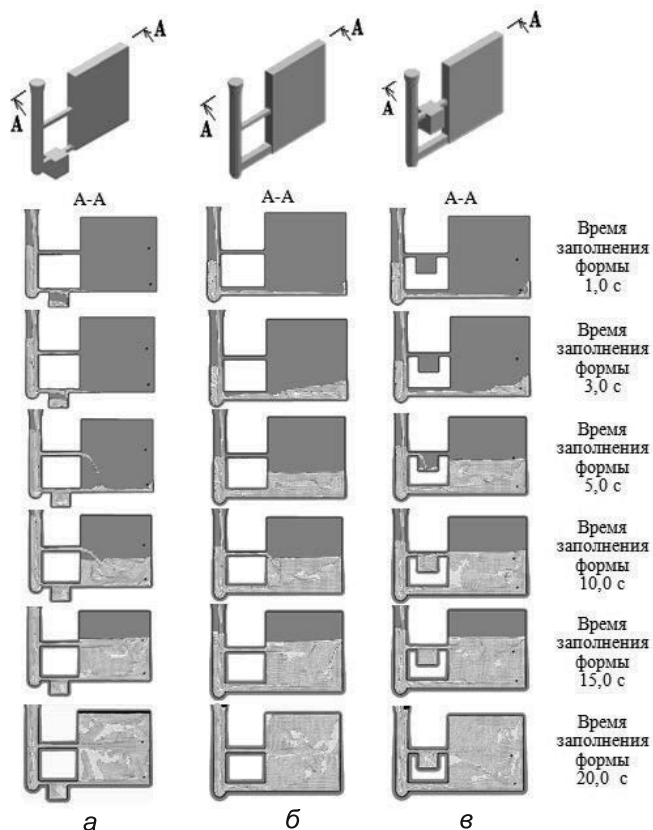 А А А
А А А
А-А А-А А-А
Время
заполнения
формы
1,0 с
Время
заполнения
формы
3,0 с
Время
заполнения
формы
5,0 с
Время
заполнения
формы
10,0 с
Время
заполнения
формы
15,0 с
Время
заполнения
формы
20,0 с
а б в